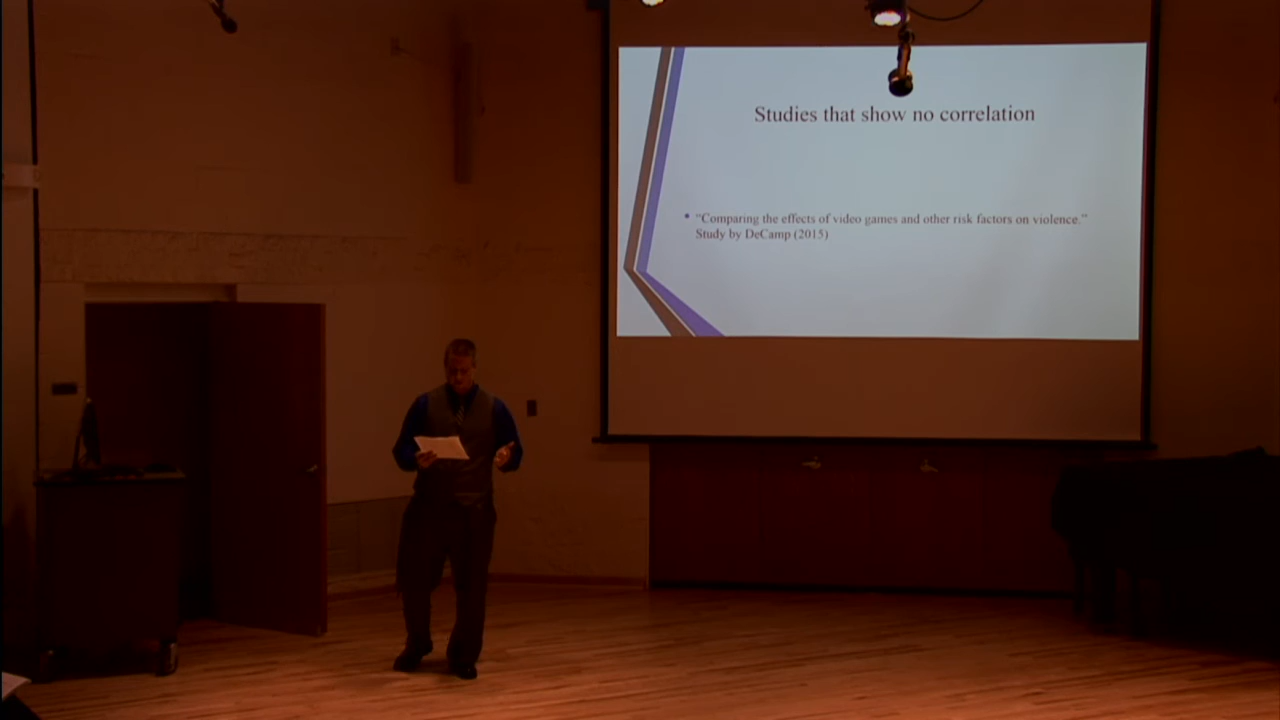 Studies that show no correlation
• "Comparing the effects of video games and other risk factors on violence."
Study by DeCamp (2015)